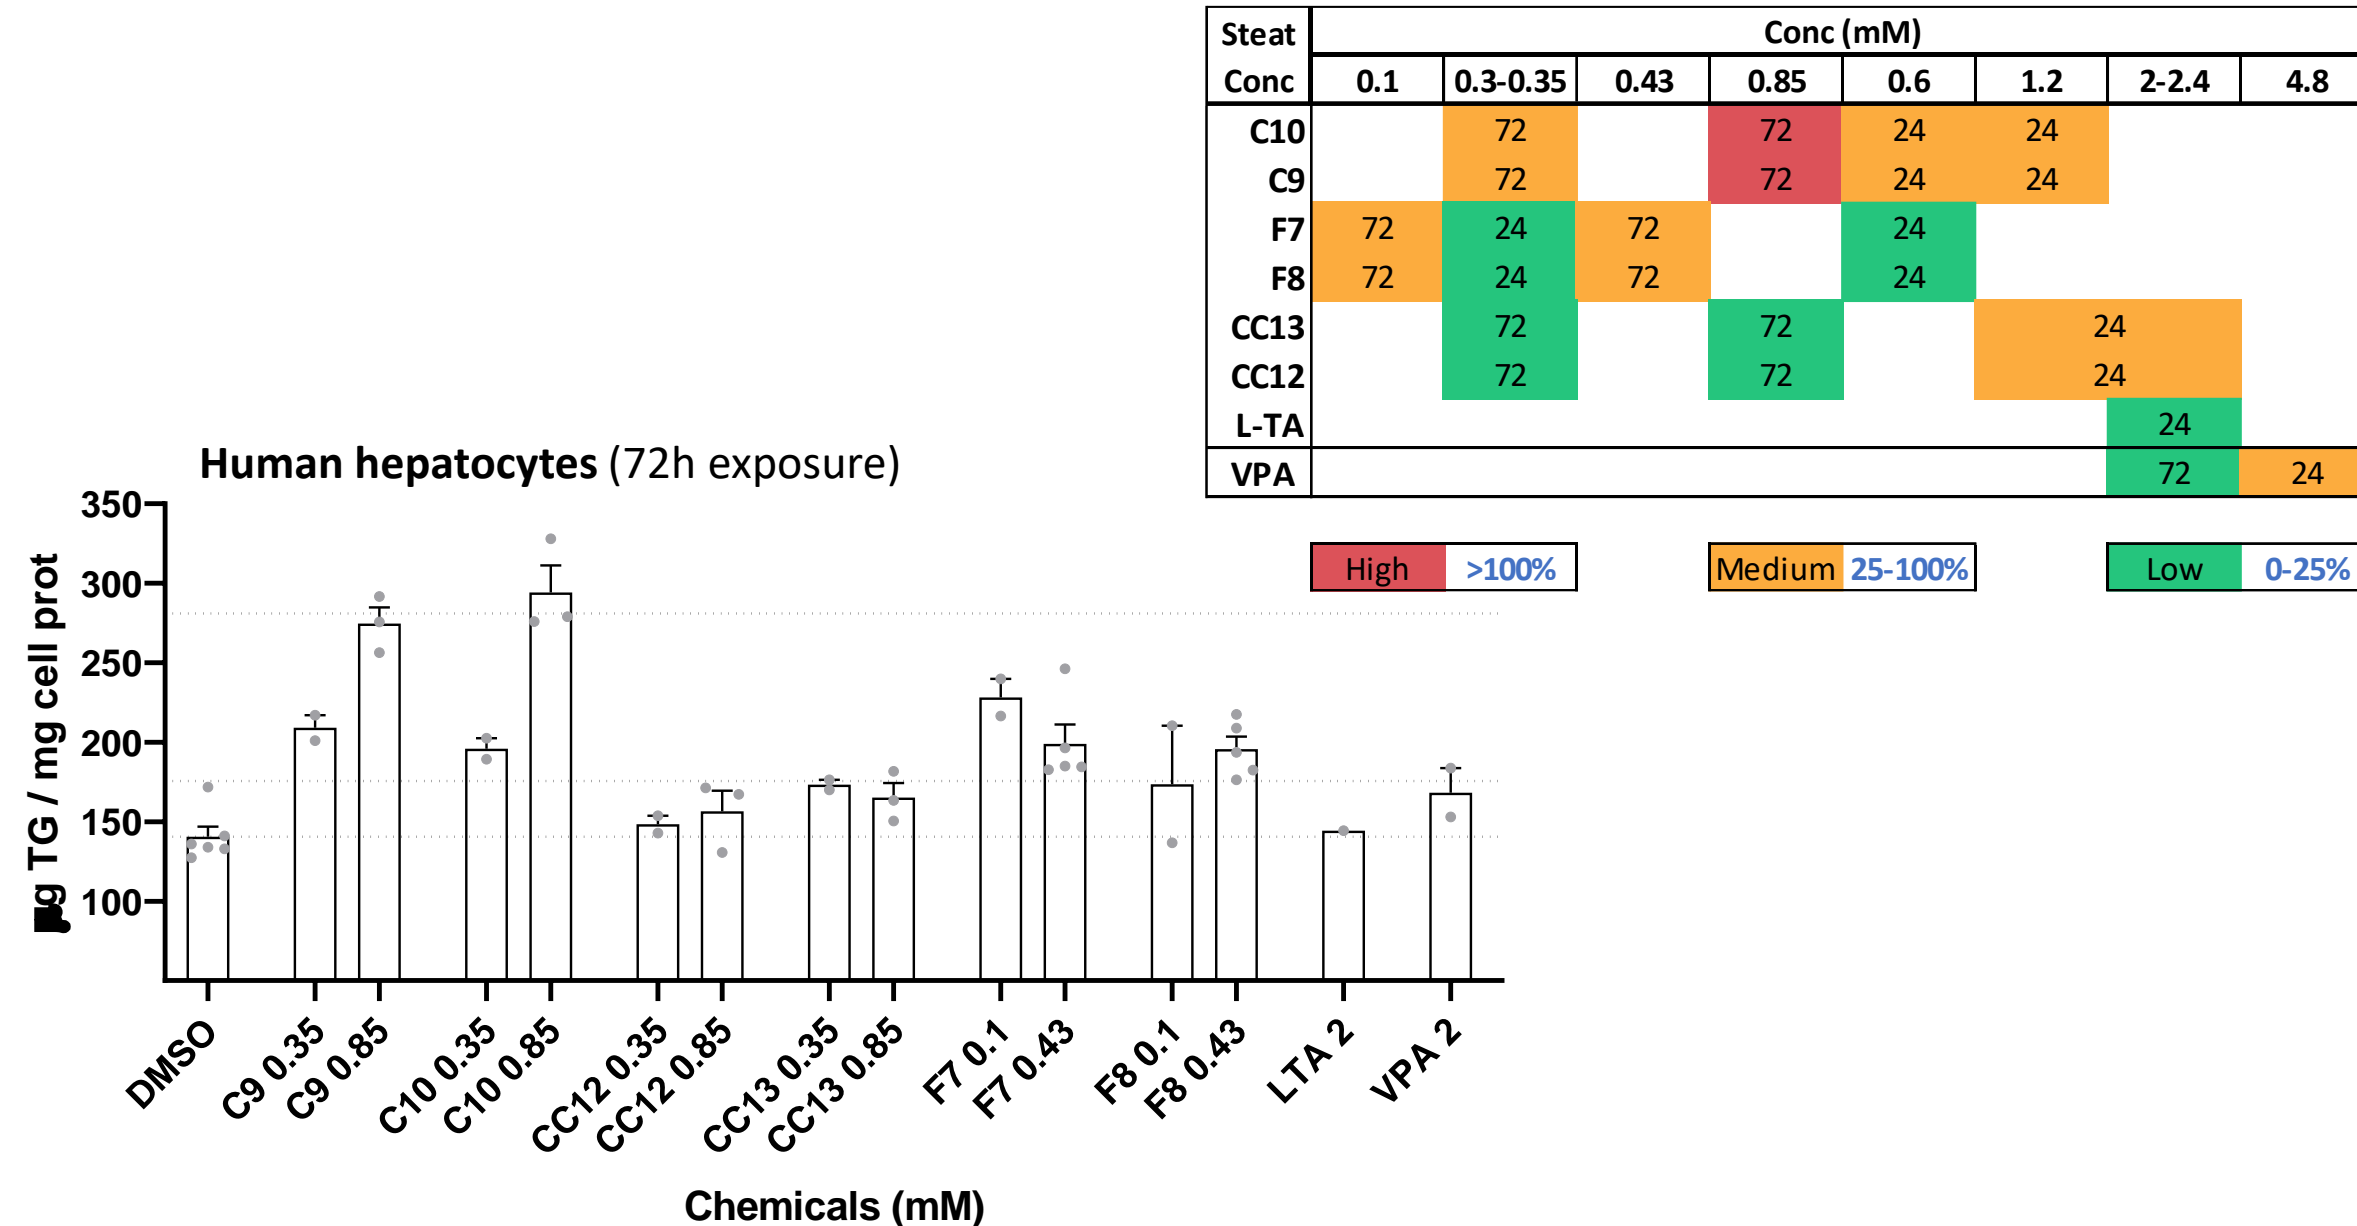 Steat Conc (mM)
Conc 0.1 0.3-0.35 0.43 0.85 0.6 1.2 2-2.4 4.8
C10 72 72 24 24
C9 72 72 24 24
F7 72 24 72 24
F8 72 24 72 24
CC13 72 72 24
CC12 72 72 24
L-TA 24
VPA 72 24
High >100% Medium 25-100% Low 0-25%
Human hepatocytes (72h exposure)
µg TG / mg cell prot
350
300
250
200
150
100
DMSO
C9 0.35
C9 0.85
C10 0.35
C10 0.85
CC12 0.35
CC12 0.85
CC13 0.35
CC13 0.85
F7 0.1
F7 0.43
F8 0.1
F8 0.43
LTA 2
VPA 2
Chemicals (mM)